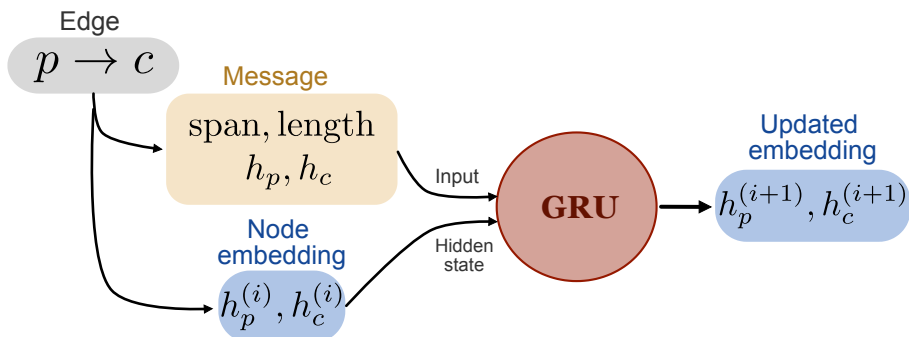 Edge
p → c
Message
span, length
h_p, h_c
Node
embedding
h_p^{(i)}, h_c^{(i)}
Input
Hidden
state
GRU
Updated
embedding
h_p^{(i+1)}, h_c^{(i+1)}